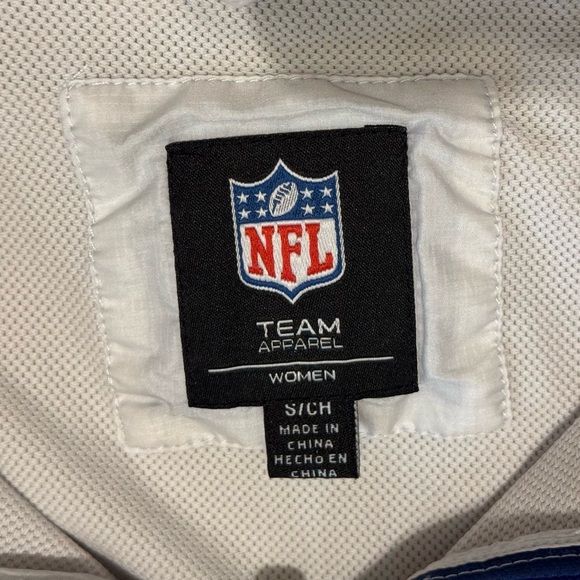 NFL
TEAM
APPAREL
WOMEN
S/CH
MADE IN
CHINA
HECHO EN
CHINA